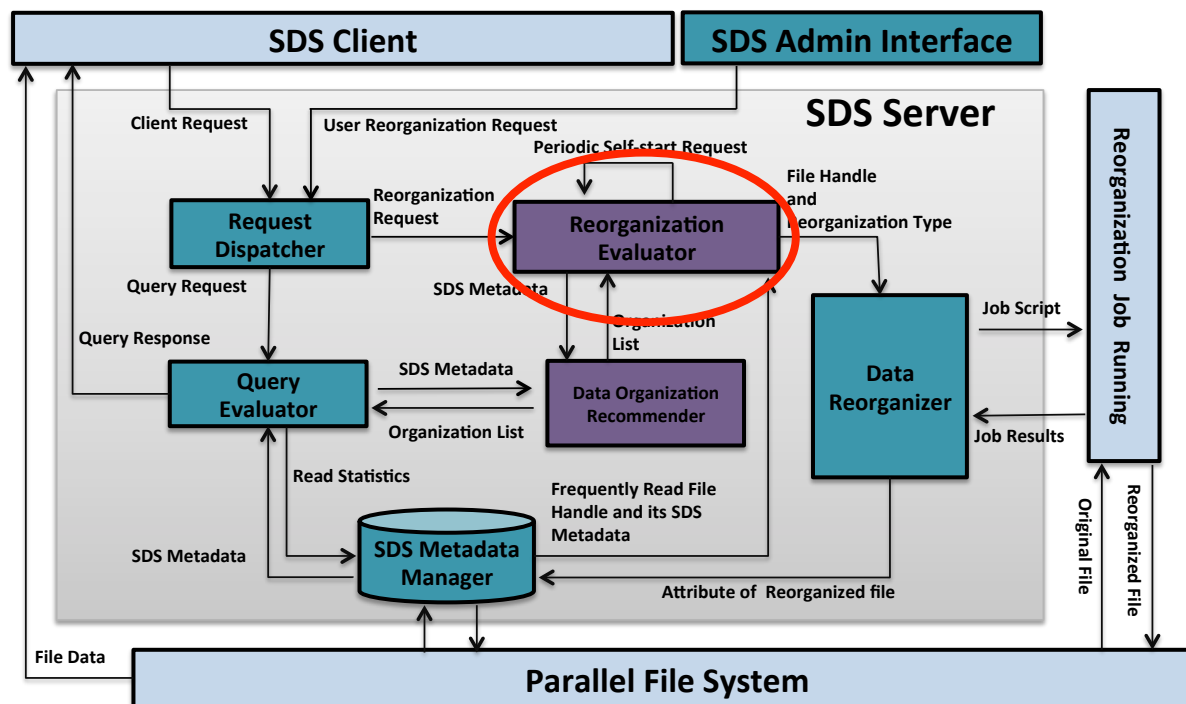 SDS Client
SDS Admin Interface
SDS Server
Client Request
User Reorganization Request
Periodic Self-start Request
File Handle
and
Reorganization Type
Reorganization
Request
Request
Dispatcher
Reorganization
Evaluator
Query Request
SDS Metadata
Organization
List
Query Response
Job Script
SDS Metadata
Query
Evaluator
Data Organization
Recommender
Data
Reorganizer
Organization List
Job Results
Reorganization Job Running
Read Statistics
Frequently Read File
Handle and its SDS
Metadata
SDS Metadata
SDS Metadata
Manager
Attribute of Reorganized file
Original File
Reorganized File
File Data
Parallel File System